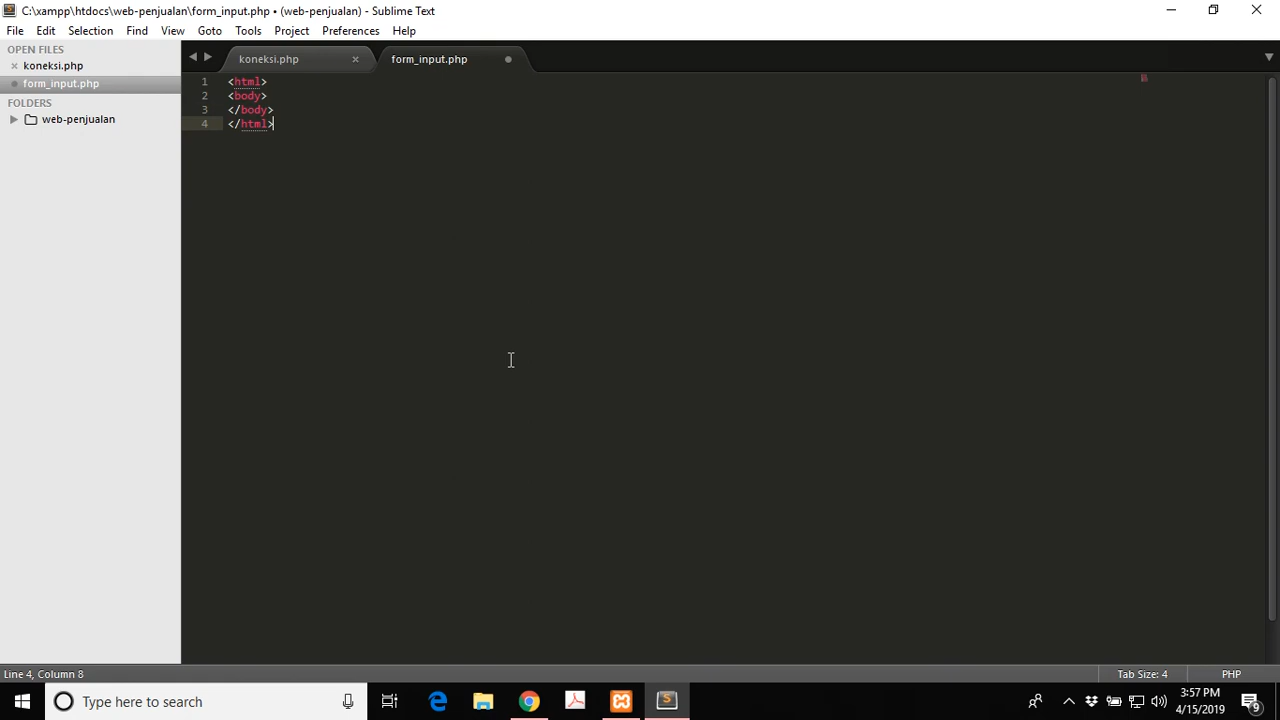 C:\xampp\htdocs\web-penjualan\form_input.php • (web-penjualan) - Sublime Text
File Edit Selection Find View Goto Tools Project Preferences Help
OPEN FILES
koneksi.php
form_input.php
FOLDERS
web-penjualan
koneksi.php form_input.php
1 <html>
2 <body>
3 </body>
4 </html>
Line 4, Column 8 Tab Size: 4 PHP
Type here to search
3:57 PM
4/15/2019
9